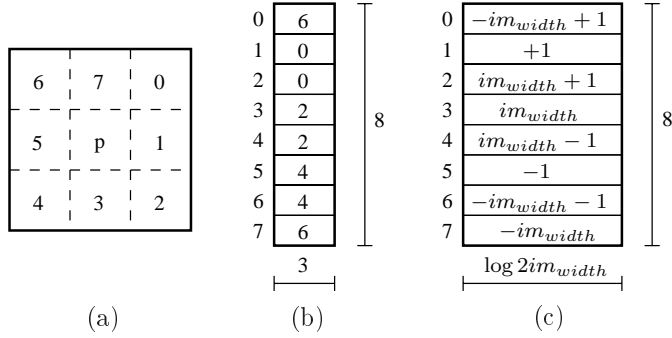 6 7 0
5 p 1
4 3 2
(a)
0 6
1 0
2 0
3 2
4 2
5 4
6 4
7 6
8
3
(b)
0 −im_width + 1
1 +1
2 im_width + 1
3 im_width
4 im_width − 1
5 −1
6 −im_width − 1
7 −im_width
8
log 2im_width
(c)